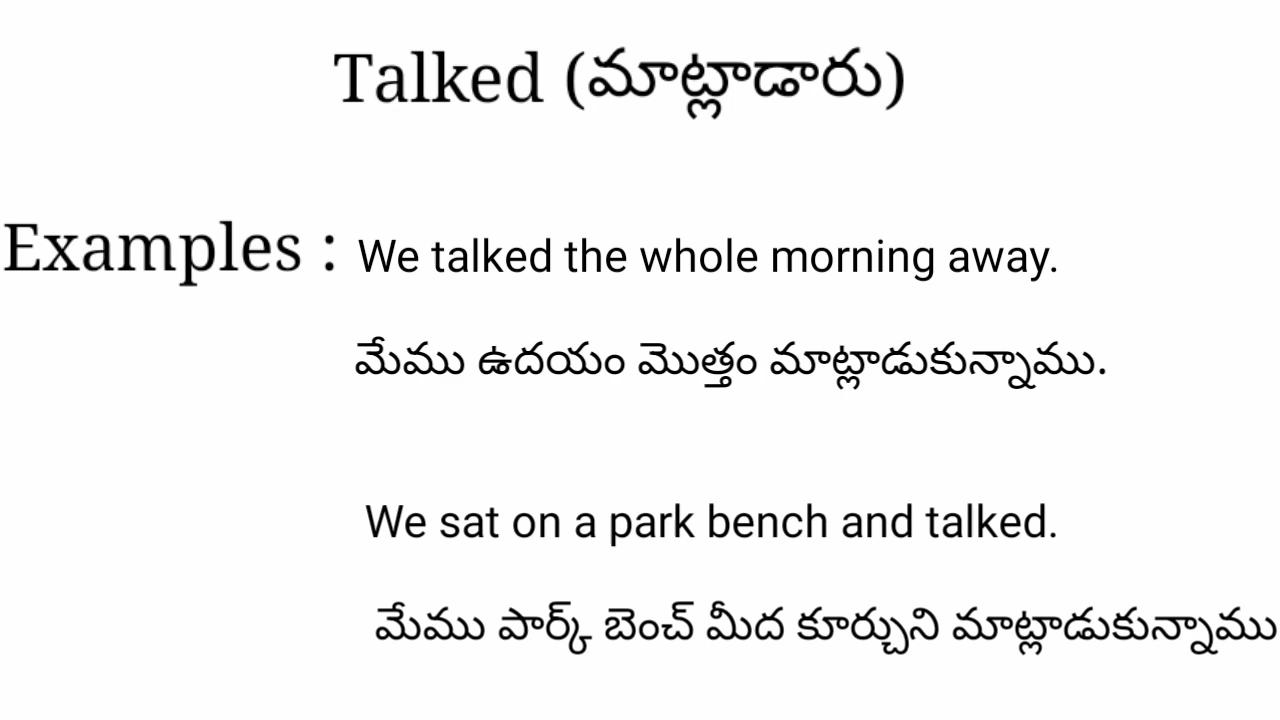 Talked (మాట్లాడారు)
Examples : We talked the whole morning away.
మేము ఉదయం మొత్తం మాట్లాడుకున్నాము.
We sat on a park bench and talked.
మేము పార్క్ బెంచ్ మీద కూర్చుని మాట్లాడుకున్నాము